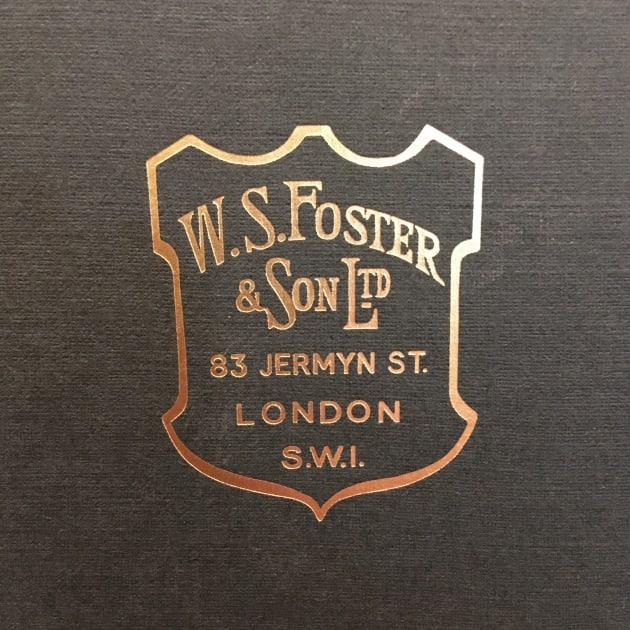 W. S. FOSTER
& SON LTD
83 JERMYN ST.
LONDON
S.W.I.